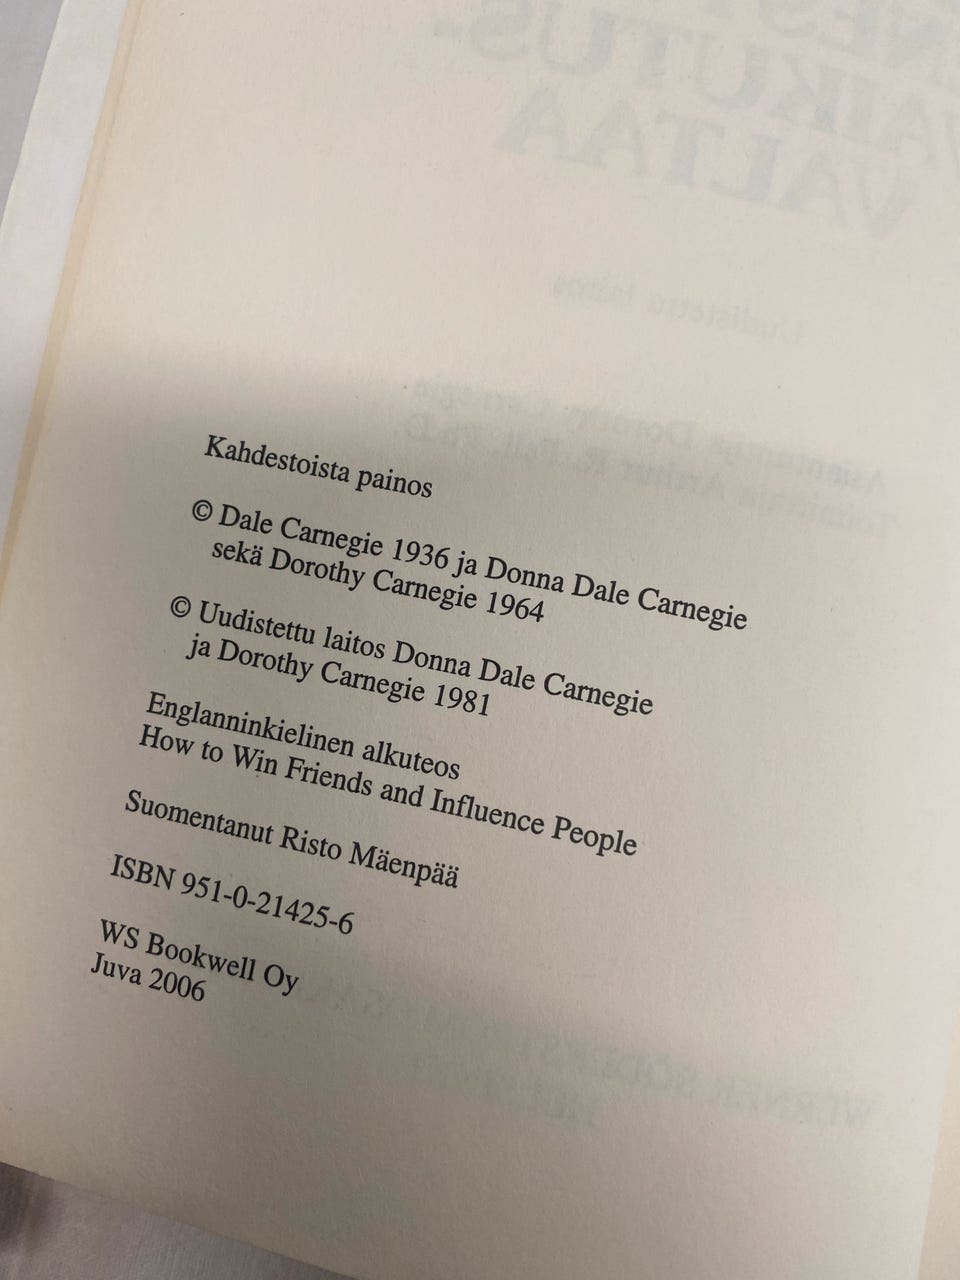 Kahdestoista painos
© Dale Carnegie 1936 ja Donna Dale Carnegie
sekä Dorothy Carnegie 1964
© Uudistettu laitos Donna Dale Carnegie
ja Dorothy Carnegie 1981
Englanninkielinen alkuteos
How to Win Friends and Influence People
Suomentanut Risto Mäenpää
ISBN 951-0-21425-6
WS Bookwell Oy
Juva 2006